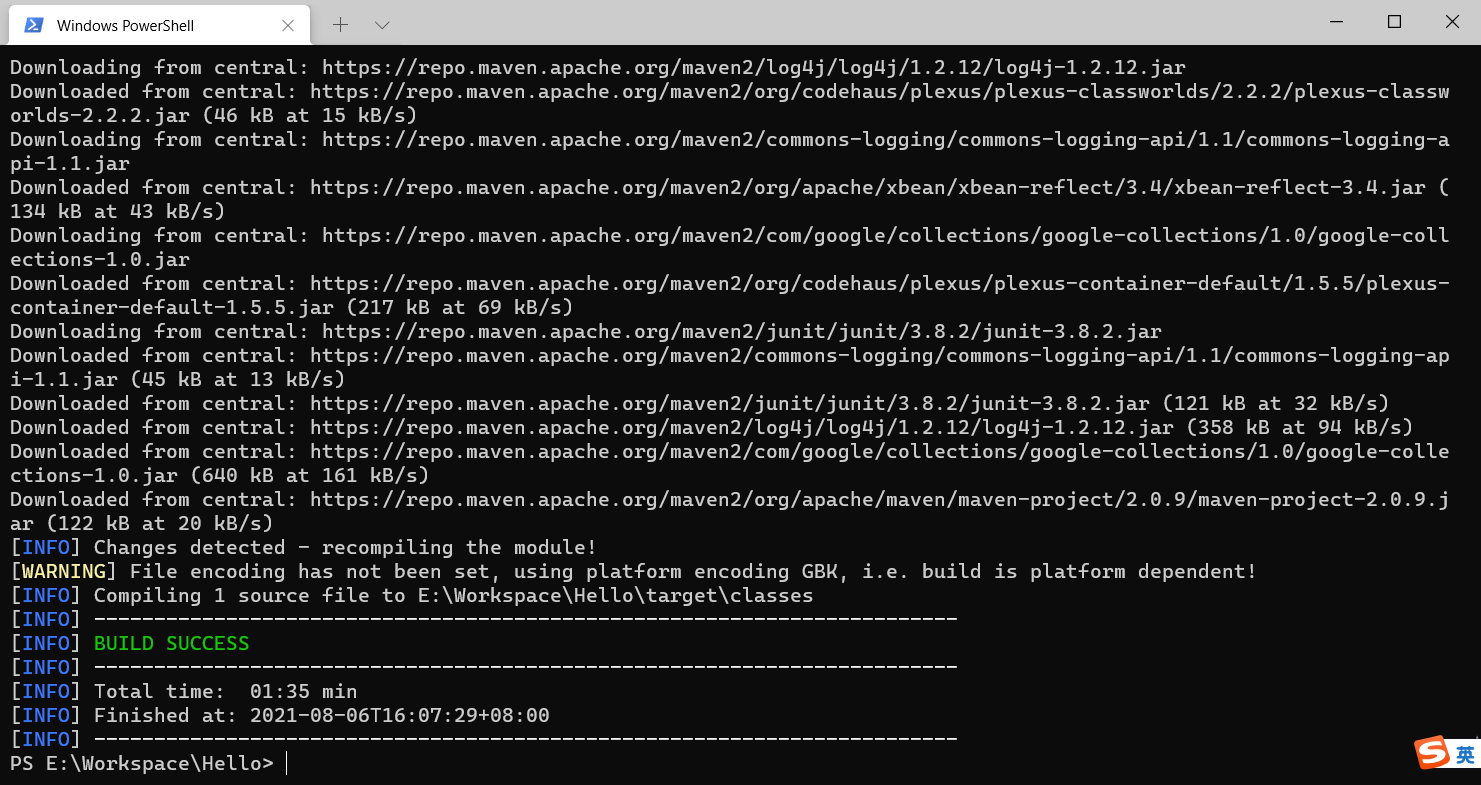 Windows PowerShell
Downloading from central: https://repo.maven.apache.org/maven2/log4j/log4j/1.2.12/log4j-1.2.12.jar
Downloaded from central: https://repo.maven.apache.org/maven2/org/codehaus/plexus/plexus-classworlds/2.2.2/plexus-classw
orlds-2.2.2.jar (46 kB at 15 kB/s)
Downloading from central: https://repo.maven.apache.org/maven2/commons-logging/commons-logging-api/1.1/commons-logging-a
pi-1.1.jar
Downloaded from central: https://repo.maven.apache.org/maven2/org/apache/xbean/xbean-reflect/3.4/xbean-reflect-3.4.jar (
134 kB at 43 kB/s)
Downloading from central: https://repo.maven.apache.org/maven2/com/google/collections/google-collections/1.0/google-coll
ections-1.0.jar
Downloaded from central: https://repo.maven.apache.org/maven2/org/codehaus/plexus/plexus-container-default/1.5.5/plexus-
container-default-1.5.5.jar (217 kB at 69 kB/s)
Downloading from central: https://repo.maven.apache.org/maven2/junit/junit/3.8.2/junit-3.8.2.jar
Downloaded from central: https://repo.maven.apache.org/maven2/commons-logging/commons-logging-api/1.1/commons-logging-ap
i-1.1.jar (45 kB at 13 kB/s)
Downloaded from central: https://repo.maven.apache.org/maven2/junit/junit/3.8.2/junit-3.8.2.jar (121 kB at 32 kB/s)
Downloaded from central: https://repo.maven.apache.org/maven2/log4j/log4j/1.2.12/log4j-1.2.12.jar (358 kB at 94 kB/s)
Downloaded from central: https://repo.maven.apache.org/maven2/com/google/collections/google-collections/1.0/google-colle
ctions-1.0.jar (640 kB at 161 kB/s)
Downloaded from central: https://repo.maven.apache.org/maven2/org/apache/maven/maven-project/2.0.9/maven-project-2.0.9.j
ar (122 kB at 20 kB/s)
[INFO] Changes detected - recompiling the module!
[WARNING] File encoding has not been set, using platform encoding GBK, i.e. build is platform dependent!
[INFO] Compiling 1 source file to E:\Workspace\Hello\target\classes
[INFO] ------------------------------------------------------------------------
[INFO] BUILD SUCCESS
[INFO] ------------------------------------------------------------------------
[INFO] Total time:  01:35 min
[INFO] Finished at: 2021-08-06T16:07:29+08:00
[INFO] ------------------------------------------------------------------------
PS E:\Workspace\Hello>
S 英